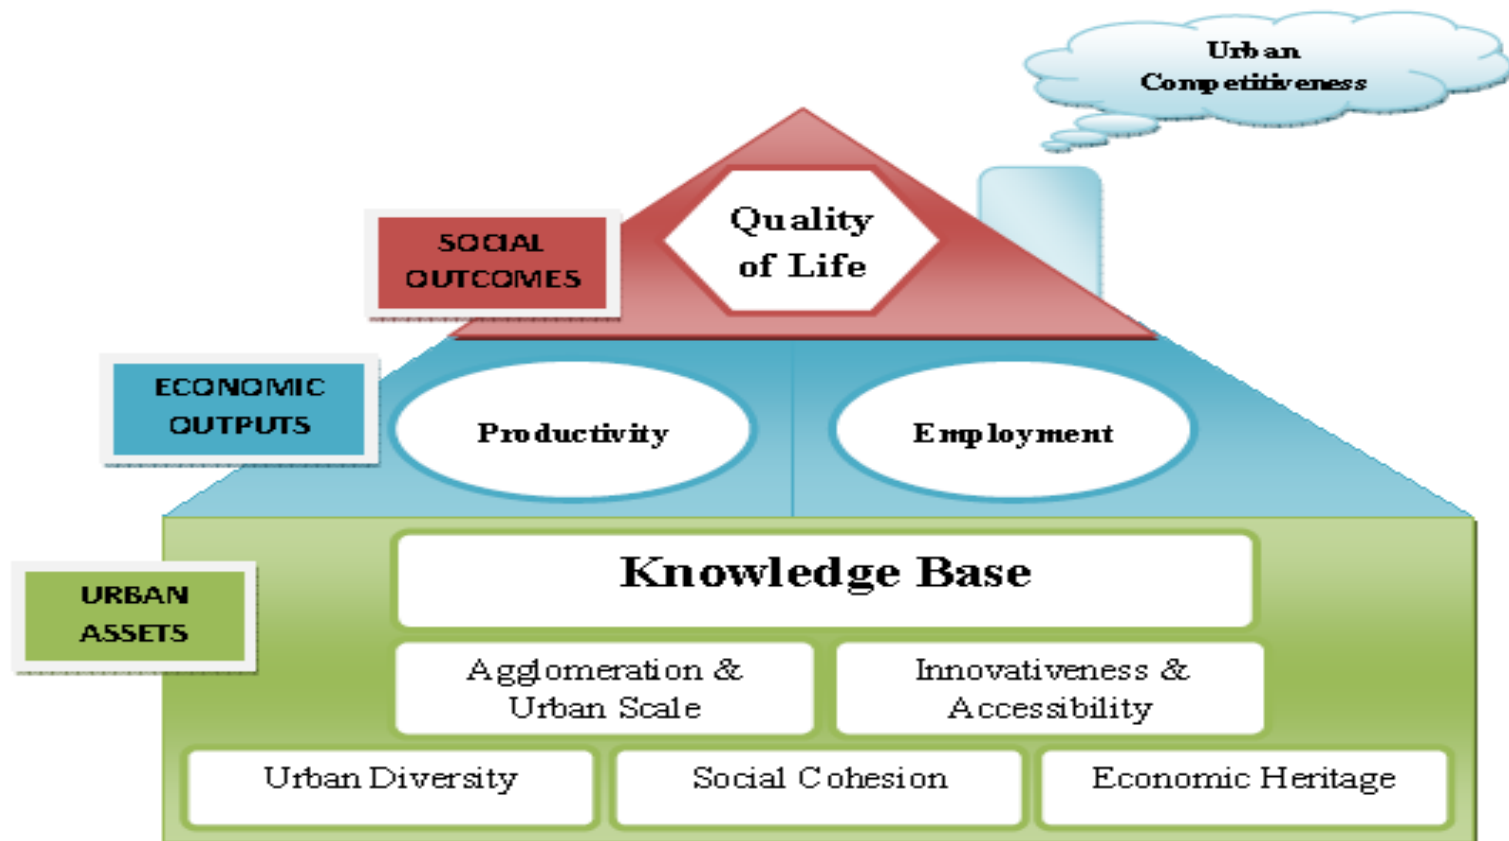 Urban
Competitiveness
Quality
of Life
SOCIAL
OUTCOMES
ECONOMIC
OUTPUTS
Productivity
Employment
Knowledge Base
URBAN
ASSETS
Agglomeration &
Urban Scale
Innovativeness &
Accessibility
Urban Diversity
Social Cohesion
Economic Heritage